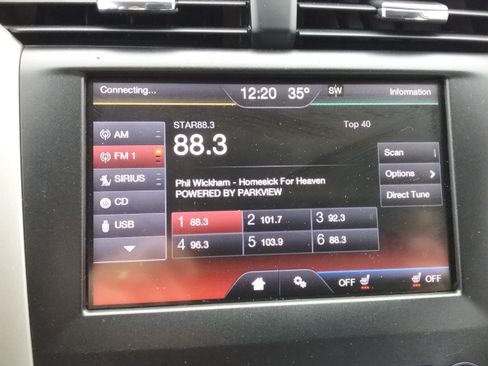 Connecting... 12:20 35° SW Information
STAR88.3 Top 40
88.3
AM
FM 1
SIRIUS
CD
USB
Scan
Options
Direct Tune
Phil Wickham - Homesick For Heaven
POWERED BY PARKVIEW
1 88.3 2 101.7 3 92.3
4 96.3 5 103.9 6 88.3
OFF OFF